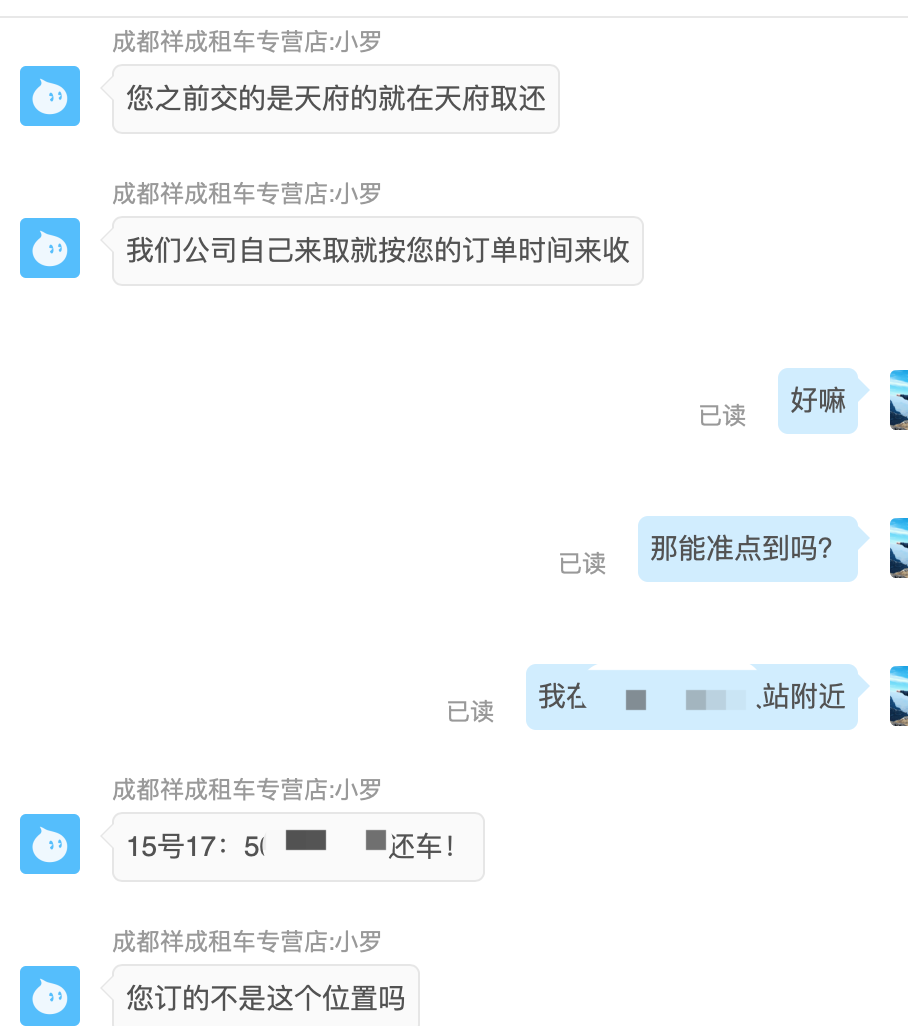 成都祥成租车专营店:小罗
您之前交的是天府的就在天府取还
成都祥成租车专营店:小罗
我们公司自己来取就按您的订单时间来收
好嘛
已读
那能准点到吗?
已读
我在 站附近
已读
成都祥成租车专营店:小罗
15号17：5 还车！
成都祥成租车专营店:小罗
您订的不是这个位置吗